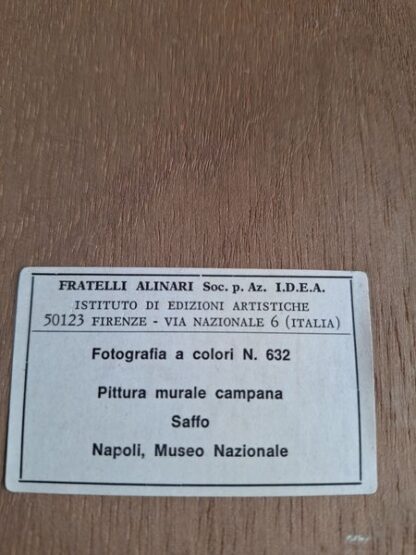 FRATELLI ALINARI Soc. p. Az. I.D.E.A.
ISTITUTO DI EDIZIONI ARTISTICHE
50123 FIRENZE - VIA NAZIONALE 6 (ITALIA)
Fotografia a colori N. 632
Pittura murale campana
Saffo
Napoli, Museo Nazionale